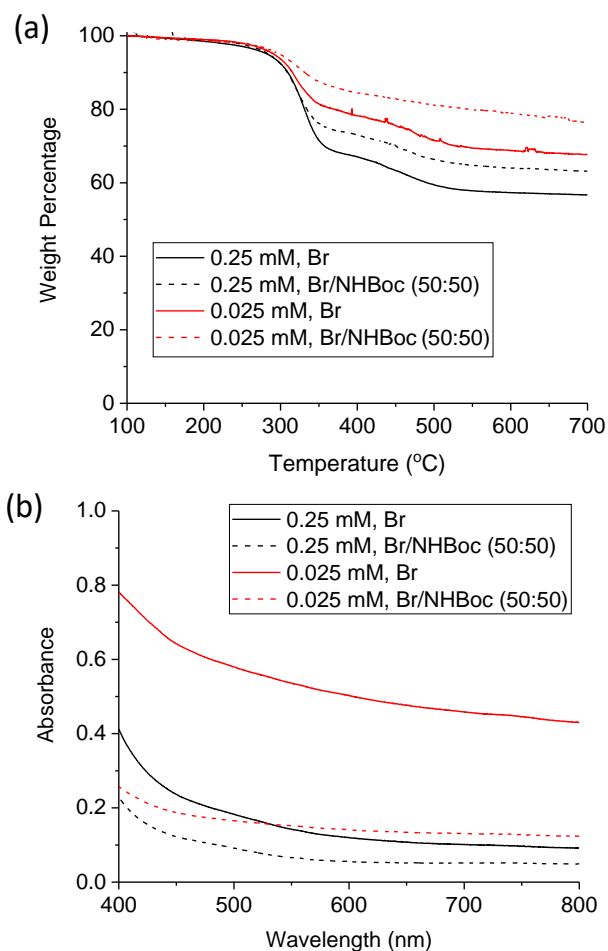 (a)
100
80
60
40
20
0
Weight Percentage
0.25 mM, Br
0.25 mM, Br/NHBoc (50:50)
0.025 mM, Br
0.025 mM, Br/NHBoc (50:50)
100 200 300 400 500 600 700
Temperature (°C)
(b)
1.0
0.8
0.6
0.4
0.2
0.0
Absorbance
0.25 mM, Br
0.25 mM, Br/NHBoc (50:50)
0.025 mM, Br
0.025 mM, Br/NHBoc (50:50)
400 500 600 700 800
Wavelength (nm)